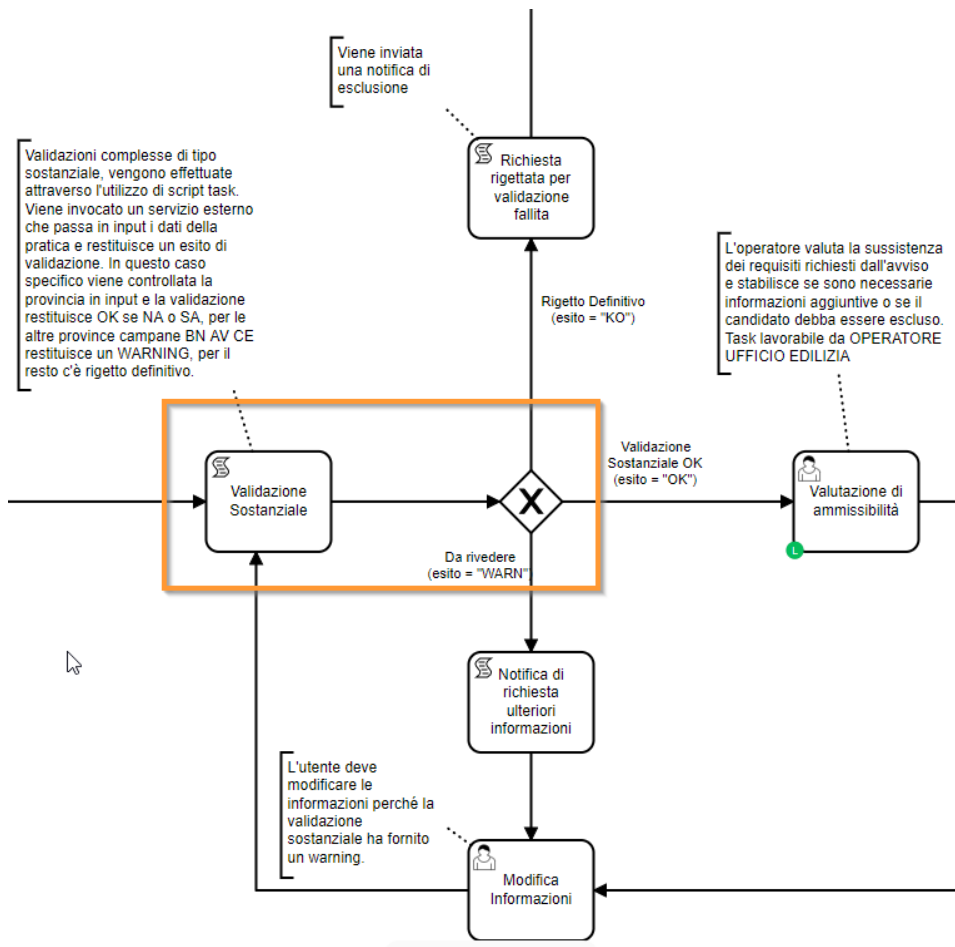 Viene inviata
una notifica di
esclusione
Richiesta
rigettata per
validazione
fallita
Validazioni complesse di tipo
sostanziale, vengono effettuate
attraverso l'utilizzo di script task.
Viene invocato un servizio esterno
che passa in input i dati della
pratica e restituisce un esito di
validazione. In questo caso
specifico viene controllata la
provincia in input e la validazione
restituisce OK se NA o SA, per le
altre province campane BN AV CE
restituisce un WARNING, per il
resto c'è rigetto definitivo.
L'operatore valuta la sussistenza
dei requisiti richiesti dall'avviso
e stabilisce se sono necessarie
informazioni aggiuntive o se il
candidato debba essere escluso.
Task lavorabile da OPERATORE
UFFICIO EDILIZIA
Rigetto Definitivo
(esito = "KO")
Validazione
Sostanziale
X
Validazione
Sostanziale OK
(esito = "OK")
Valutazione di
ammissibilità
L
Da rivedere
(esito = "WARN")
Notifica di
richiesta
ulteriori
informazioni
L'utente deve
modificare le
informazioni perché la
validazione
sostanziale ha fornito
un warning.
Modifica
Informazioni